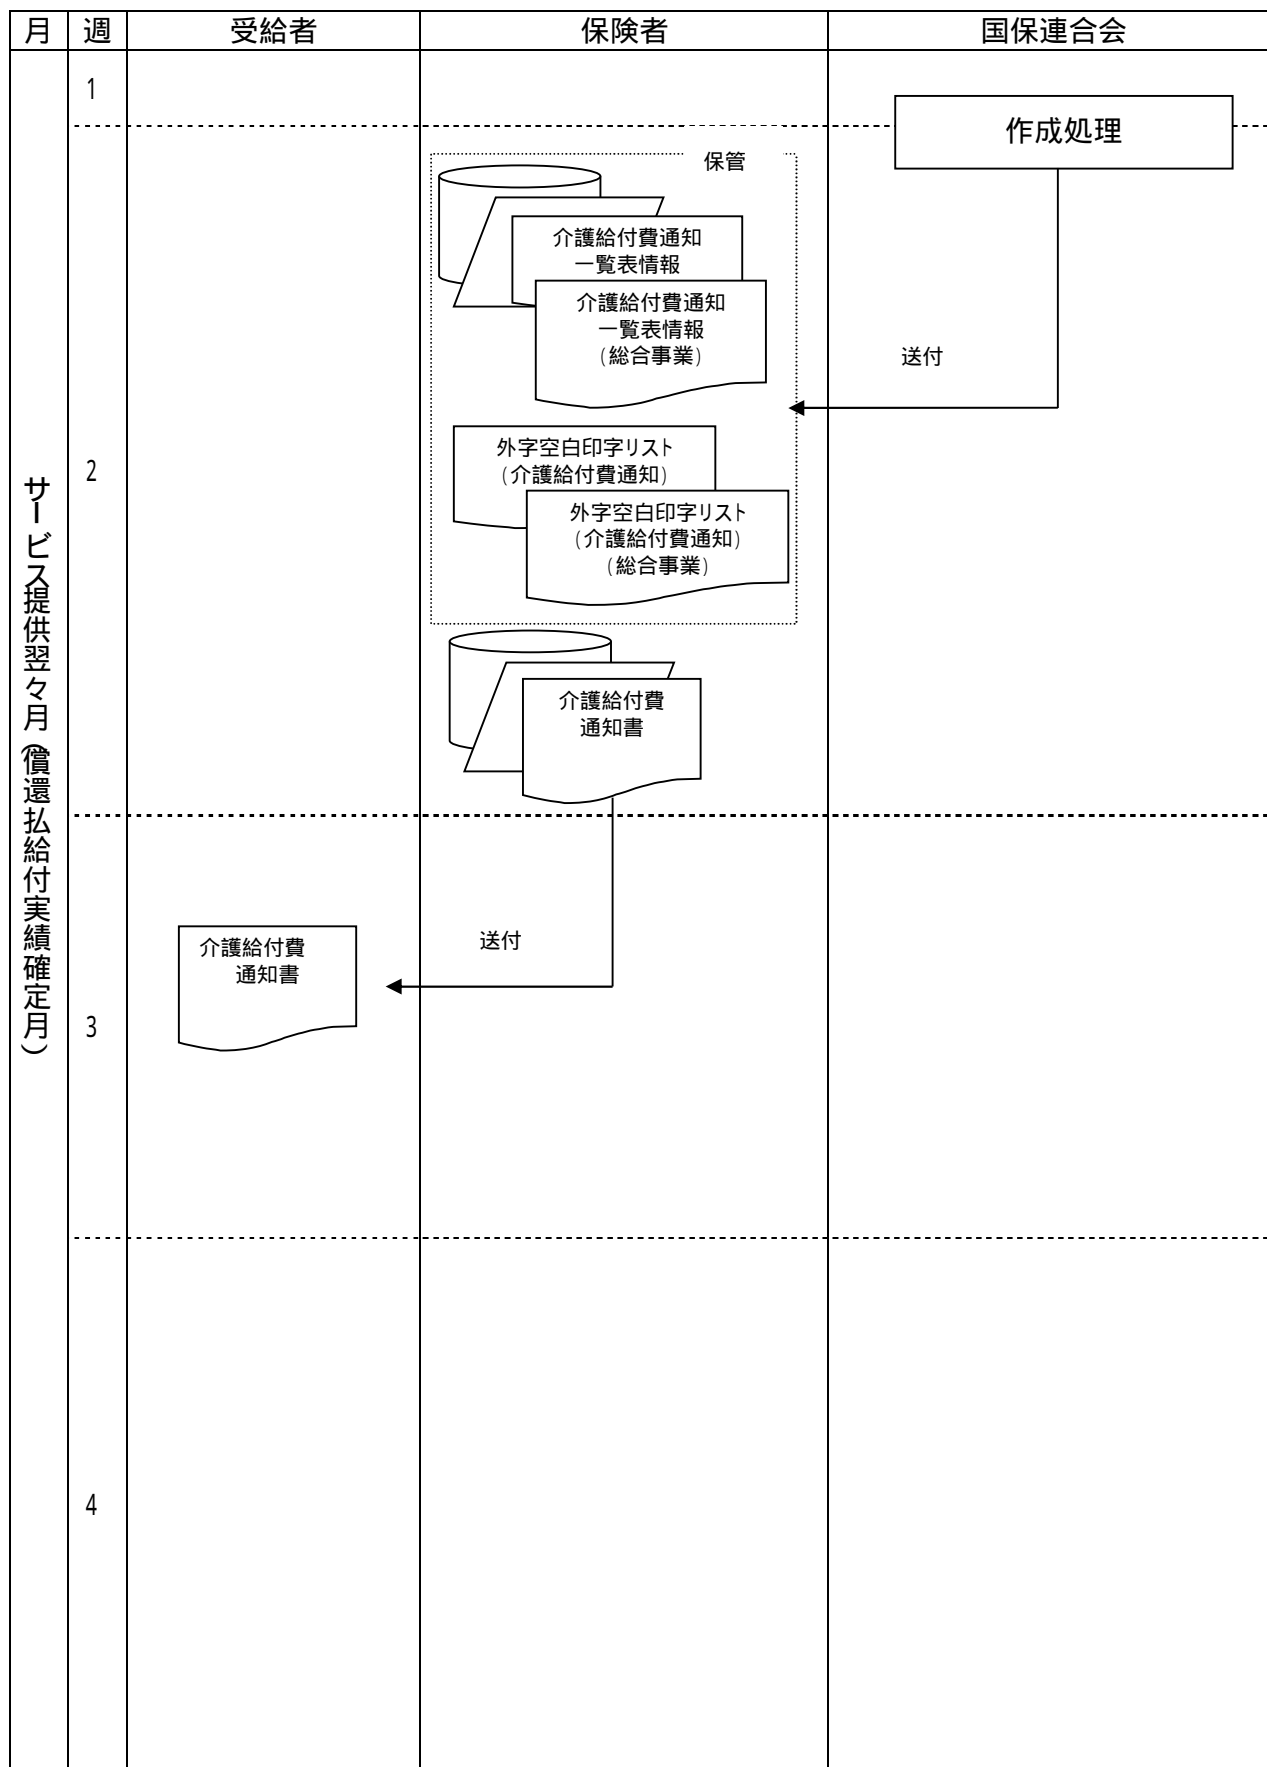 月 週 受給者 保険者 国保連合会
サービス提供翌々月(償還払給付実績確定月)
1
作成処理
2
保管
介護給付費通知
一覧表情報
介護給付費通知
一覧表情報
(総合事業)
送付
外字空白印字リスト
(介護給付費通知)
外字空白印字リスト
(介護給付費通知)
(総合事業)
介護給付費
通知書
3
送付
介護給付費
通知書
4